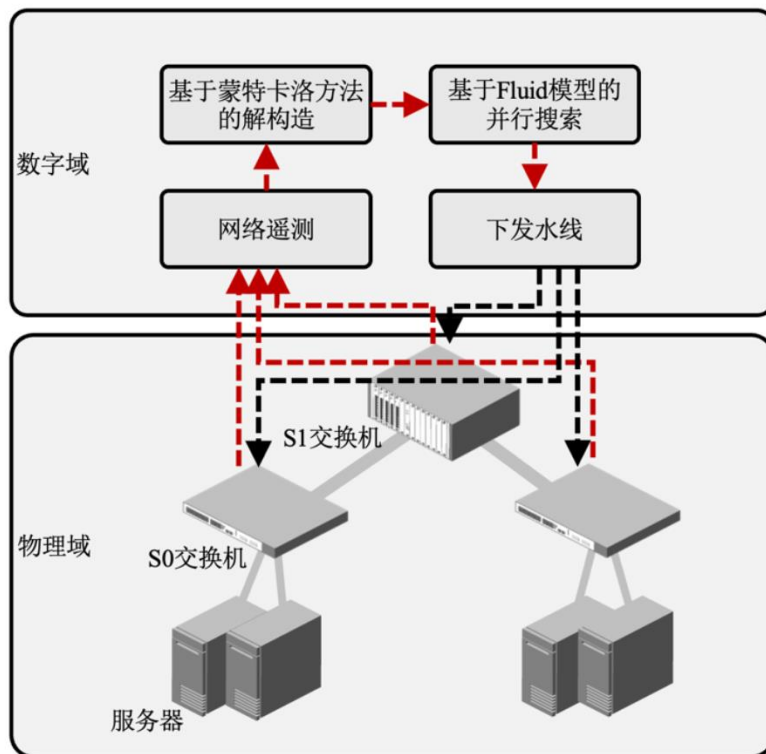 基于蒙特卡洛方法
的解构造
基于Fluid模型的
并行搜索
数字域
网络遥测
下发水线
S1交换机
物理域
S0交换机
服务器